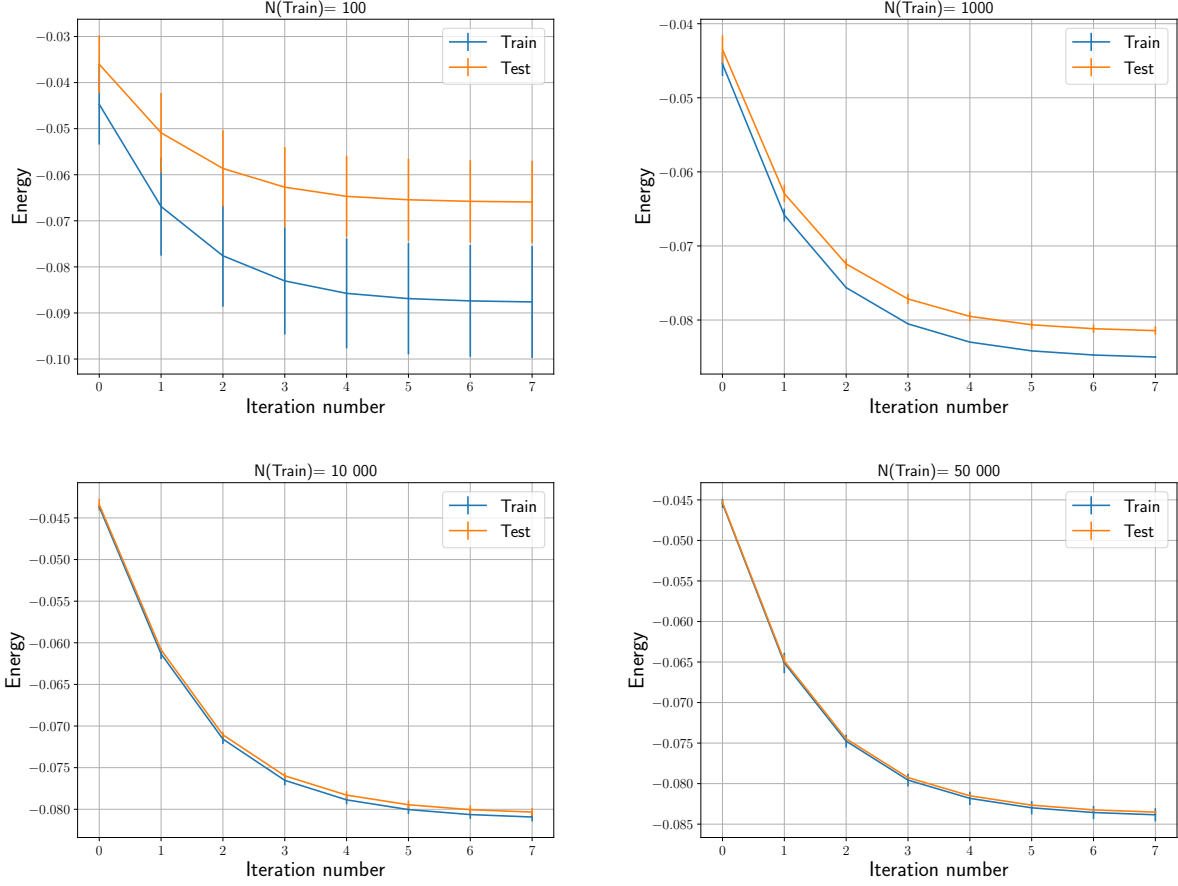 N(Train)= 100
Energy
−0.03
−0.04
−0.05
−0.06
−0.07
−0.08
−0.09
−0.10
Train
Test
0 1 2 3 4 5 6 7
Iteration number
N(Train)= 1000
Energy
−0.04
−0.05
−0.06
−0.07
−0.08
Train
Test
0 1 2 3 4 5 6 7
Iteration number
N(Train)= 10 000
Energy
−0.045
−0.050
−0.055
−0.060
−0.065
−0.070
−0.075
−0.080
Train
Test
0 1 2 3 4 5 6 7
Iteration number
N(Train)= 50 000
Energy
−0.045
−0.050
−0.055
−0.060
−0.065
−0.070
−0.075
−0.080
−0.085
Train
Test
0 1 2 3 4 5 6 7
Iteration number